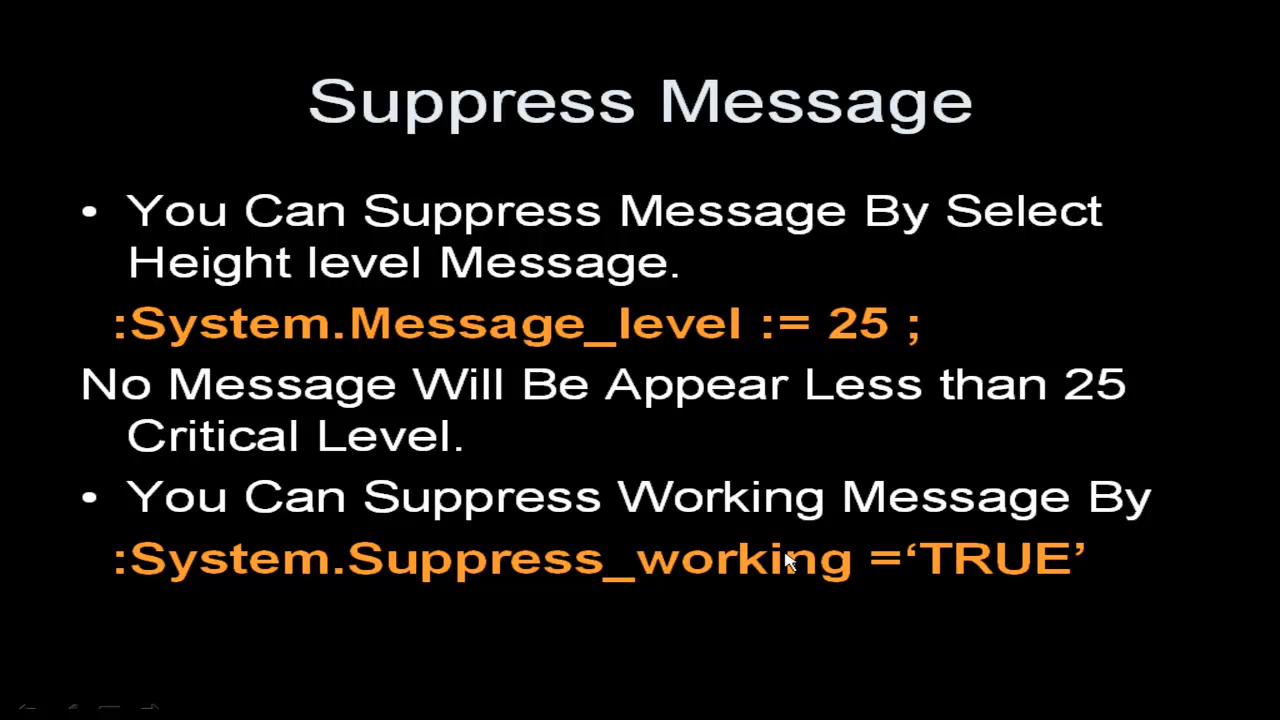 Suppress Message
• You Can Suppress Message By Select
Height level Message.
:System.Message_level := 25 ;
No Message Will Be Appear Less than 25
Critical Level.
• You Can Suppress Working Message By
:System.Suppress_working =‘TRUE’